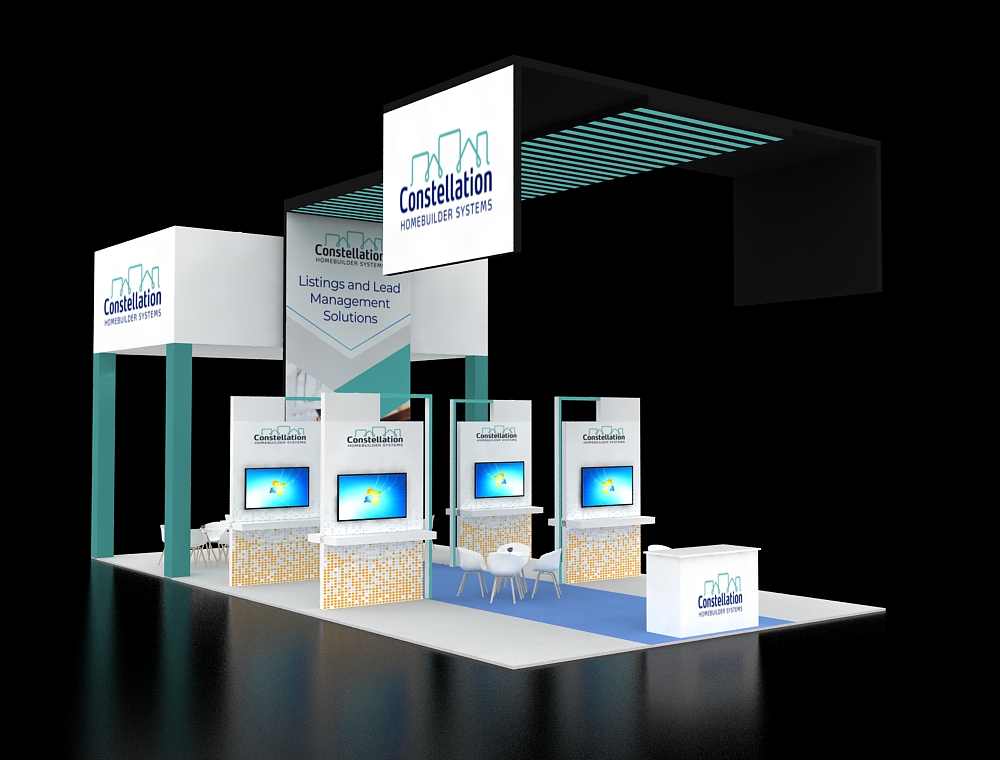 Constellation
HOMEBUILDER SYSTEMS
Constellation
HOMEBUILDER SYSTEMS
Listings and Lead
Management
Solutions
Constellation
HOMEBUILDER SYSTEMS
Constellation
HOMEBUILDER SYSTEMS
Constellation
HOMEBUILDER SYSTEMS
Constellation
HOMEBUILDER SYSTEMS
Constellation
HOMEBUILDER SYSTEMS
Constellation
HOMEBUILDER SYSTEMS